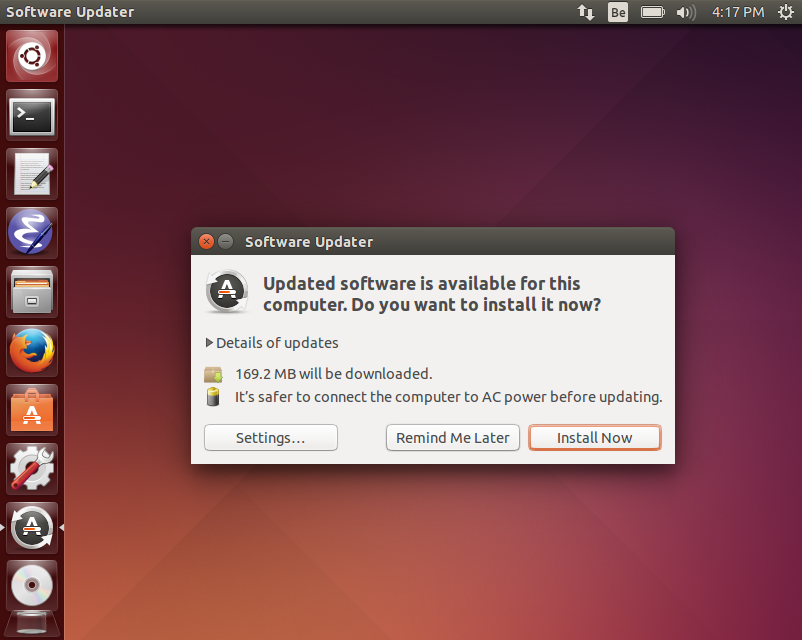 Software Updater
Be
4:17 PM
Software Updater
Updated software is available for this
computer. Do you want to install it now?
Details of updates
169.2 MB will be downloaded.
It’s safer to connect the computer to AC power before updating.
Settings…
Remind Me Later
Install Now